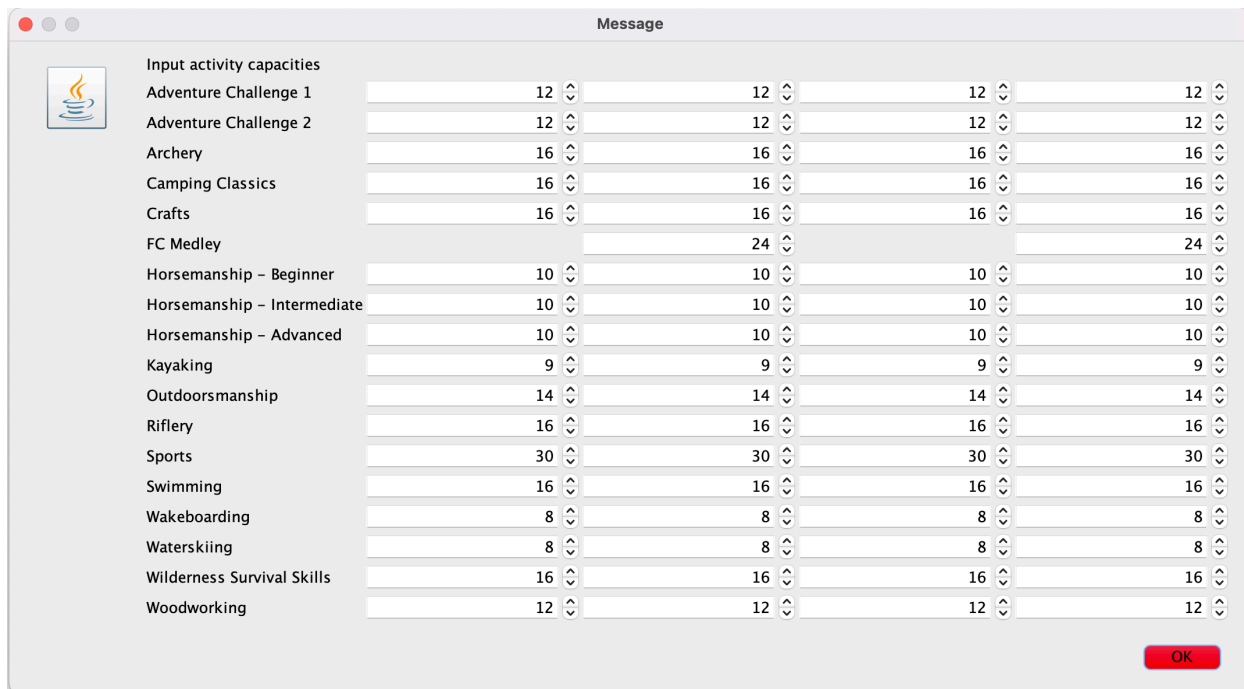 Message
Input activity capacities
Adventure Challenge 1 12 12 12 12
Adventure Challenge 2 12 12 12 12
Archery 16 16 16 16
Camping Classics 16 16 16 16
Crafts 16 16 16 16
FC Medley 24 24
Horsemanship – Beginner 10 10 10 10
Horsemanship – Intermediate 10 10 10 10
Horsemanship – Advanced 10 10 10 10
Kayaking 9 9 9 9
Outdoorsmanship 14 14 14 14
Riflery 16 16 16 16
Sports 30 30 30 30
Swimming 16 16 16 16
Wakeboarding 8 8 8 8
Waterskiing 8 8 8 8
Wilderness Survival Skills 16 16 16 16
Woodworking 12 12 12 12
OK